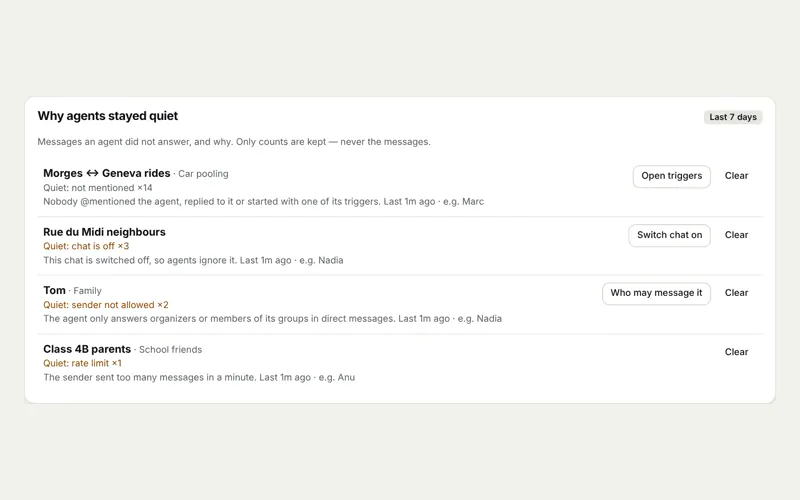 Why agents stayed quiet
Last 7 days
Messages an agent did not answer, and why. Only counts are kept — never the messages.
Morges ↔ Geneva rides · Car pooling
Open triggers
Clear
Quiet: not mentioned ×14
Nobody @mentioned the agent, replied to it or started with one of its triggers. Last 1m ago · e.g. Marc
Rue du Midi neighbours
Switch chat on
Clear
Quiet: chat is off ×3
This chat is switched off, so agents ignore it. Last 1m ago · e.g. Nadia
Tom · Family
Who may message it
Clear
Quiet: sender not allowed ×2
The agent only answers organizers or members of its groups in direct messages. Last 1m ago · e.g. Nadia
Class 4B parents · School friends
Clear
Quiet: rate limit ×1
The sender sent too many messages in a minute. Last 1m ago · e.g. Anu